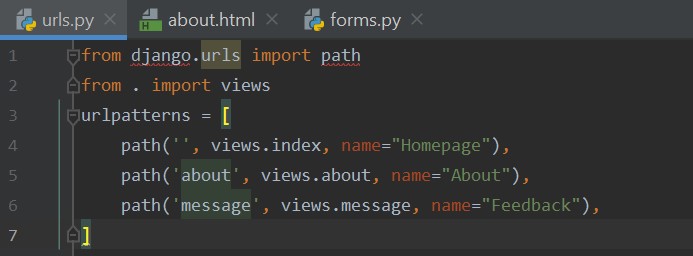 urls.py × about.html × forms.py ×
1 from django.urls import path
2 from . import views
3 urlpatterns = [
4     path('', views.index, name="Homepage"),
5     path('about', views.about, name="About"),
6     path('message', views.message, name="Feedback"),
7 ]